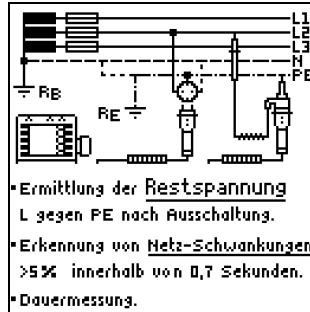 L1
L2
L3
N
PE
RB
RE
▪Ermittlung der Restspannung
L gegen PE nach Ausschaltung.
▪Erkennung von Netz-Schwankungen
>5% innerhalb von 0,7 Sekunden.
▪Dauermessung.